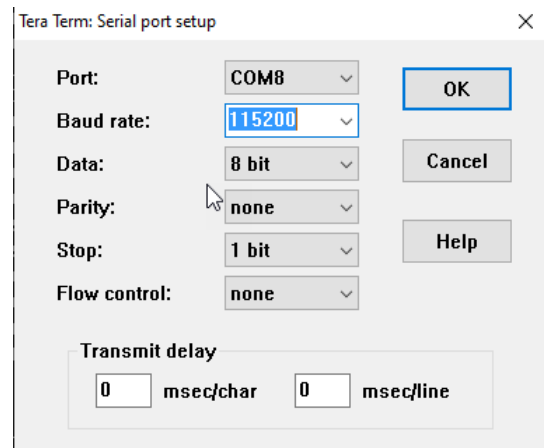 Tera Term: Serial port setup
Port: COM8 OK
Baud rate: 115200
Data: 8 bit Cancel
Parity: none
Stop: 1 bit Help
Flow control: none
Transmit delay
0 msec/char 0 msec/line